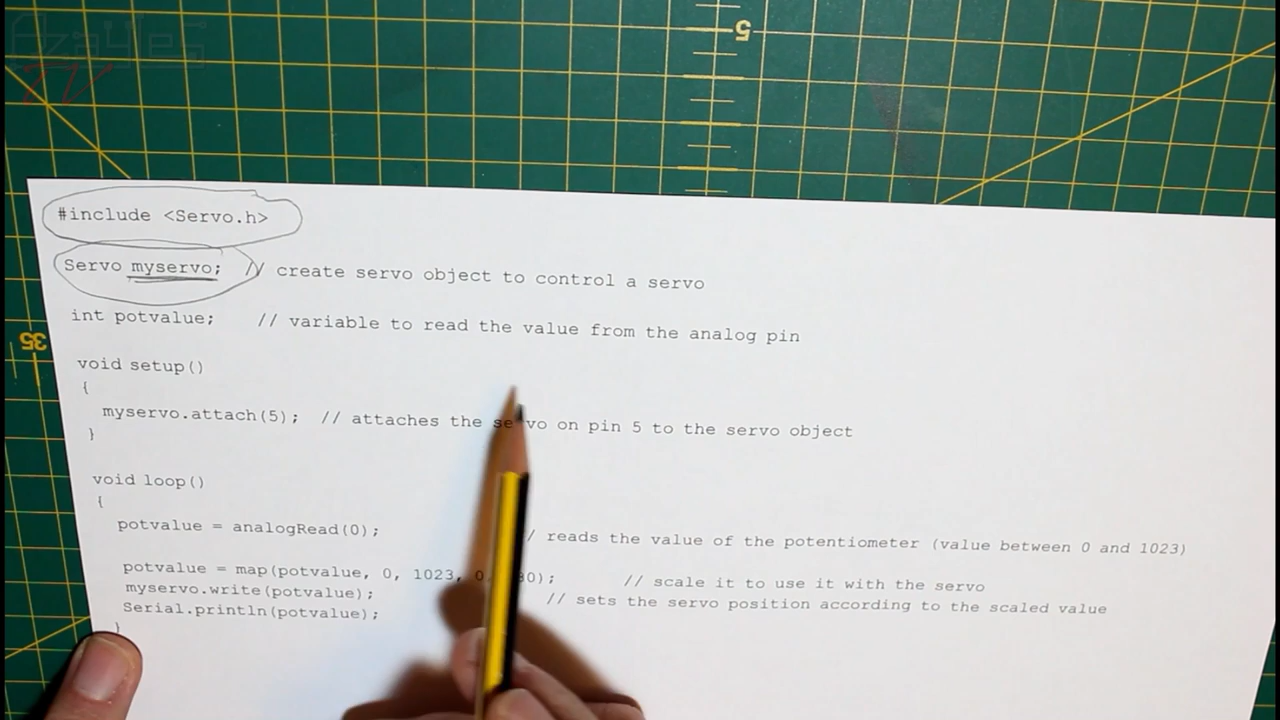 TV
5
35
#include <Servo.h>
Servo myservo; // create servo object to control a servo
int potvalue; // variable to read the value from the analog pin
void setup()
{
myservo.attach(5); // attaches the servo on pin 5 to the servo object
}
void loop()
{
potvalue = analogRead(0); / reads the value of the potentiometer (value between 0 and 1023)
potvalue = map(potvalue, 0, 1023, 0, 80); // scale it to use it with the servo
myservo.write(potvalue); // sets the servo position according to the scaled value
Serial.println(potvalue);
}